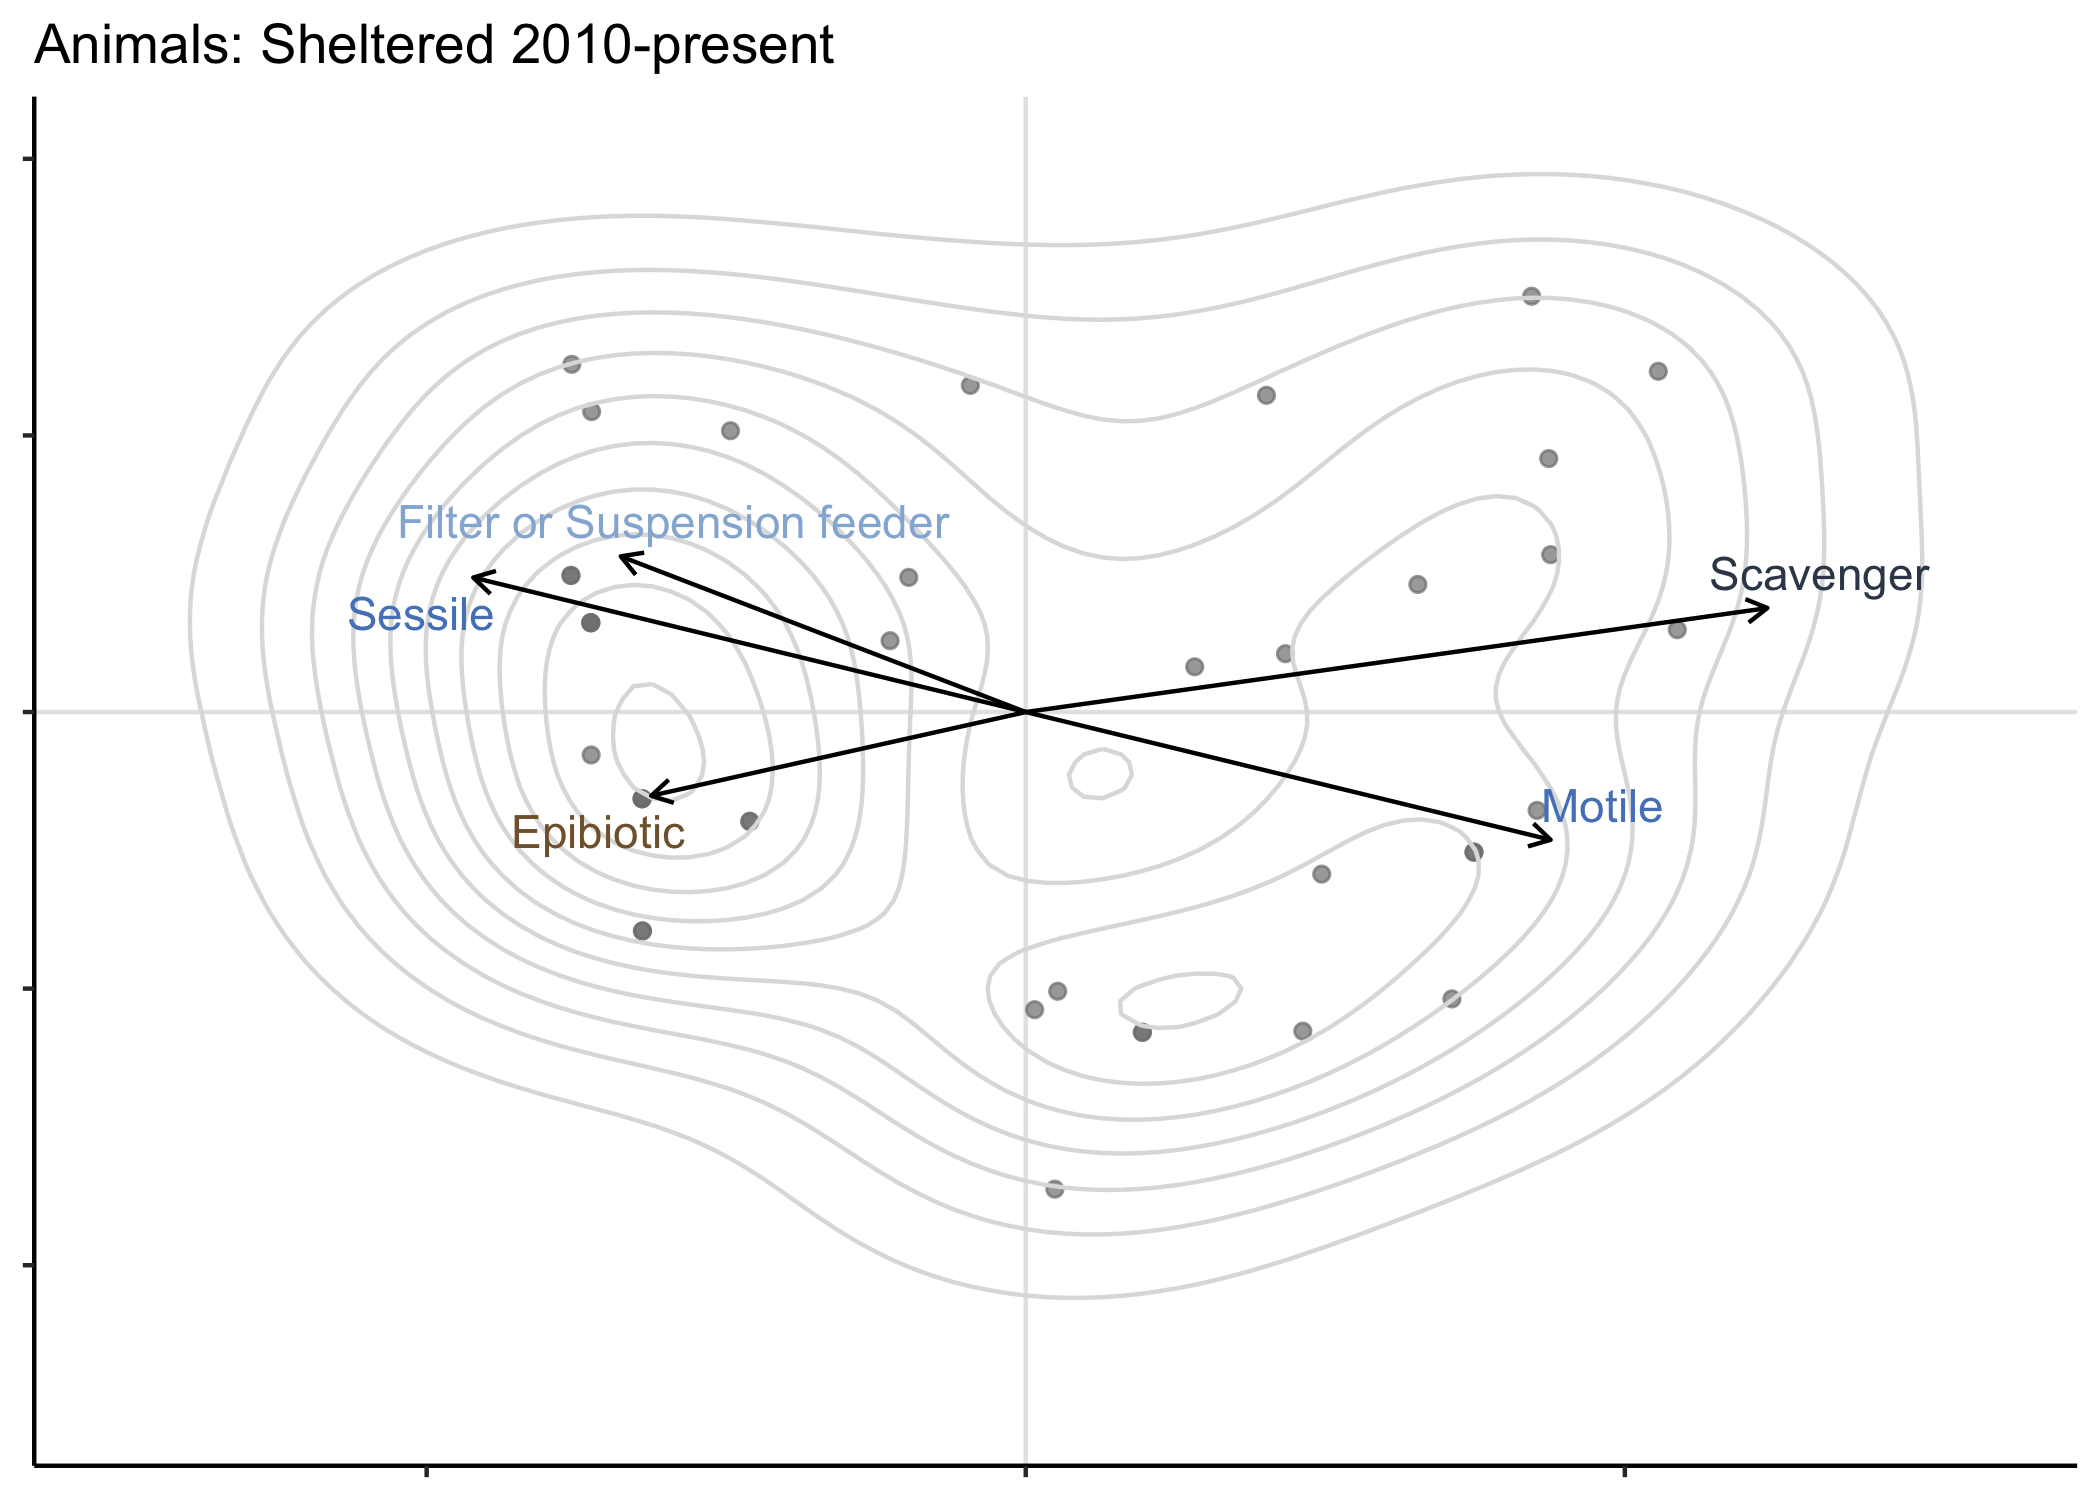 Animals: Sheltered 2010-present
Filter or Suspension feeder
Scavenger
Sessile
Motile
Epibiotic